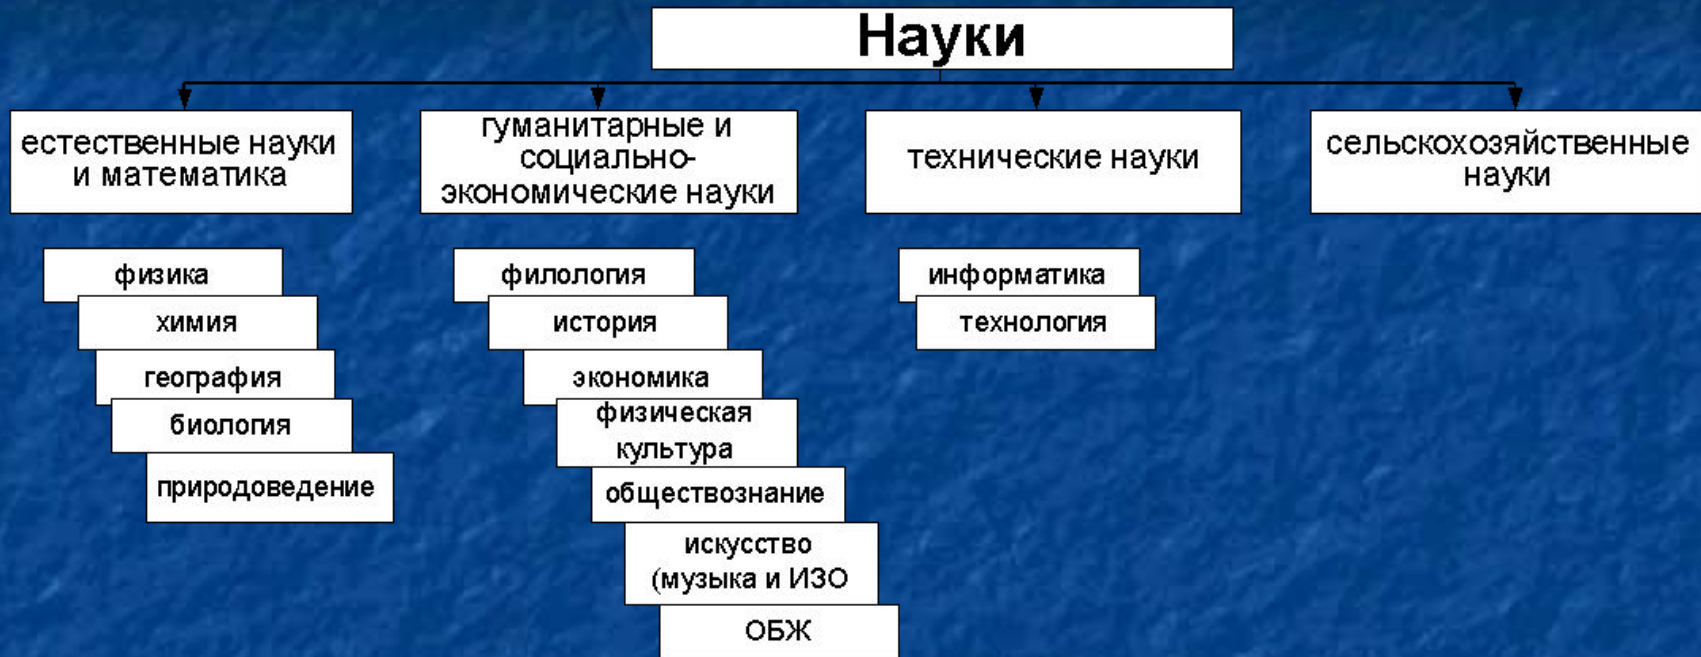 Науки
естественные науки
и математика
гуманитарные и
социально-
экономические науки
технические науки
сельскохозяйственные
науки
физика
химия
география
биология
природоведение
филология
история
экономика
физическая
культура
обществознание
искусство
(музыка и ИЗО
ОБЖ
информатика
технология